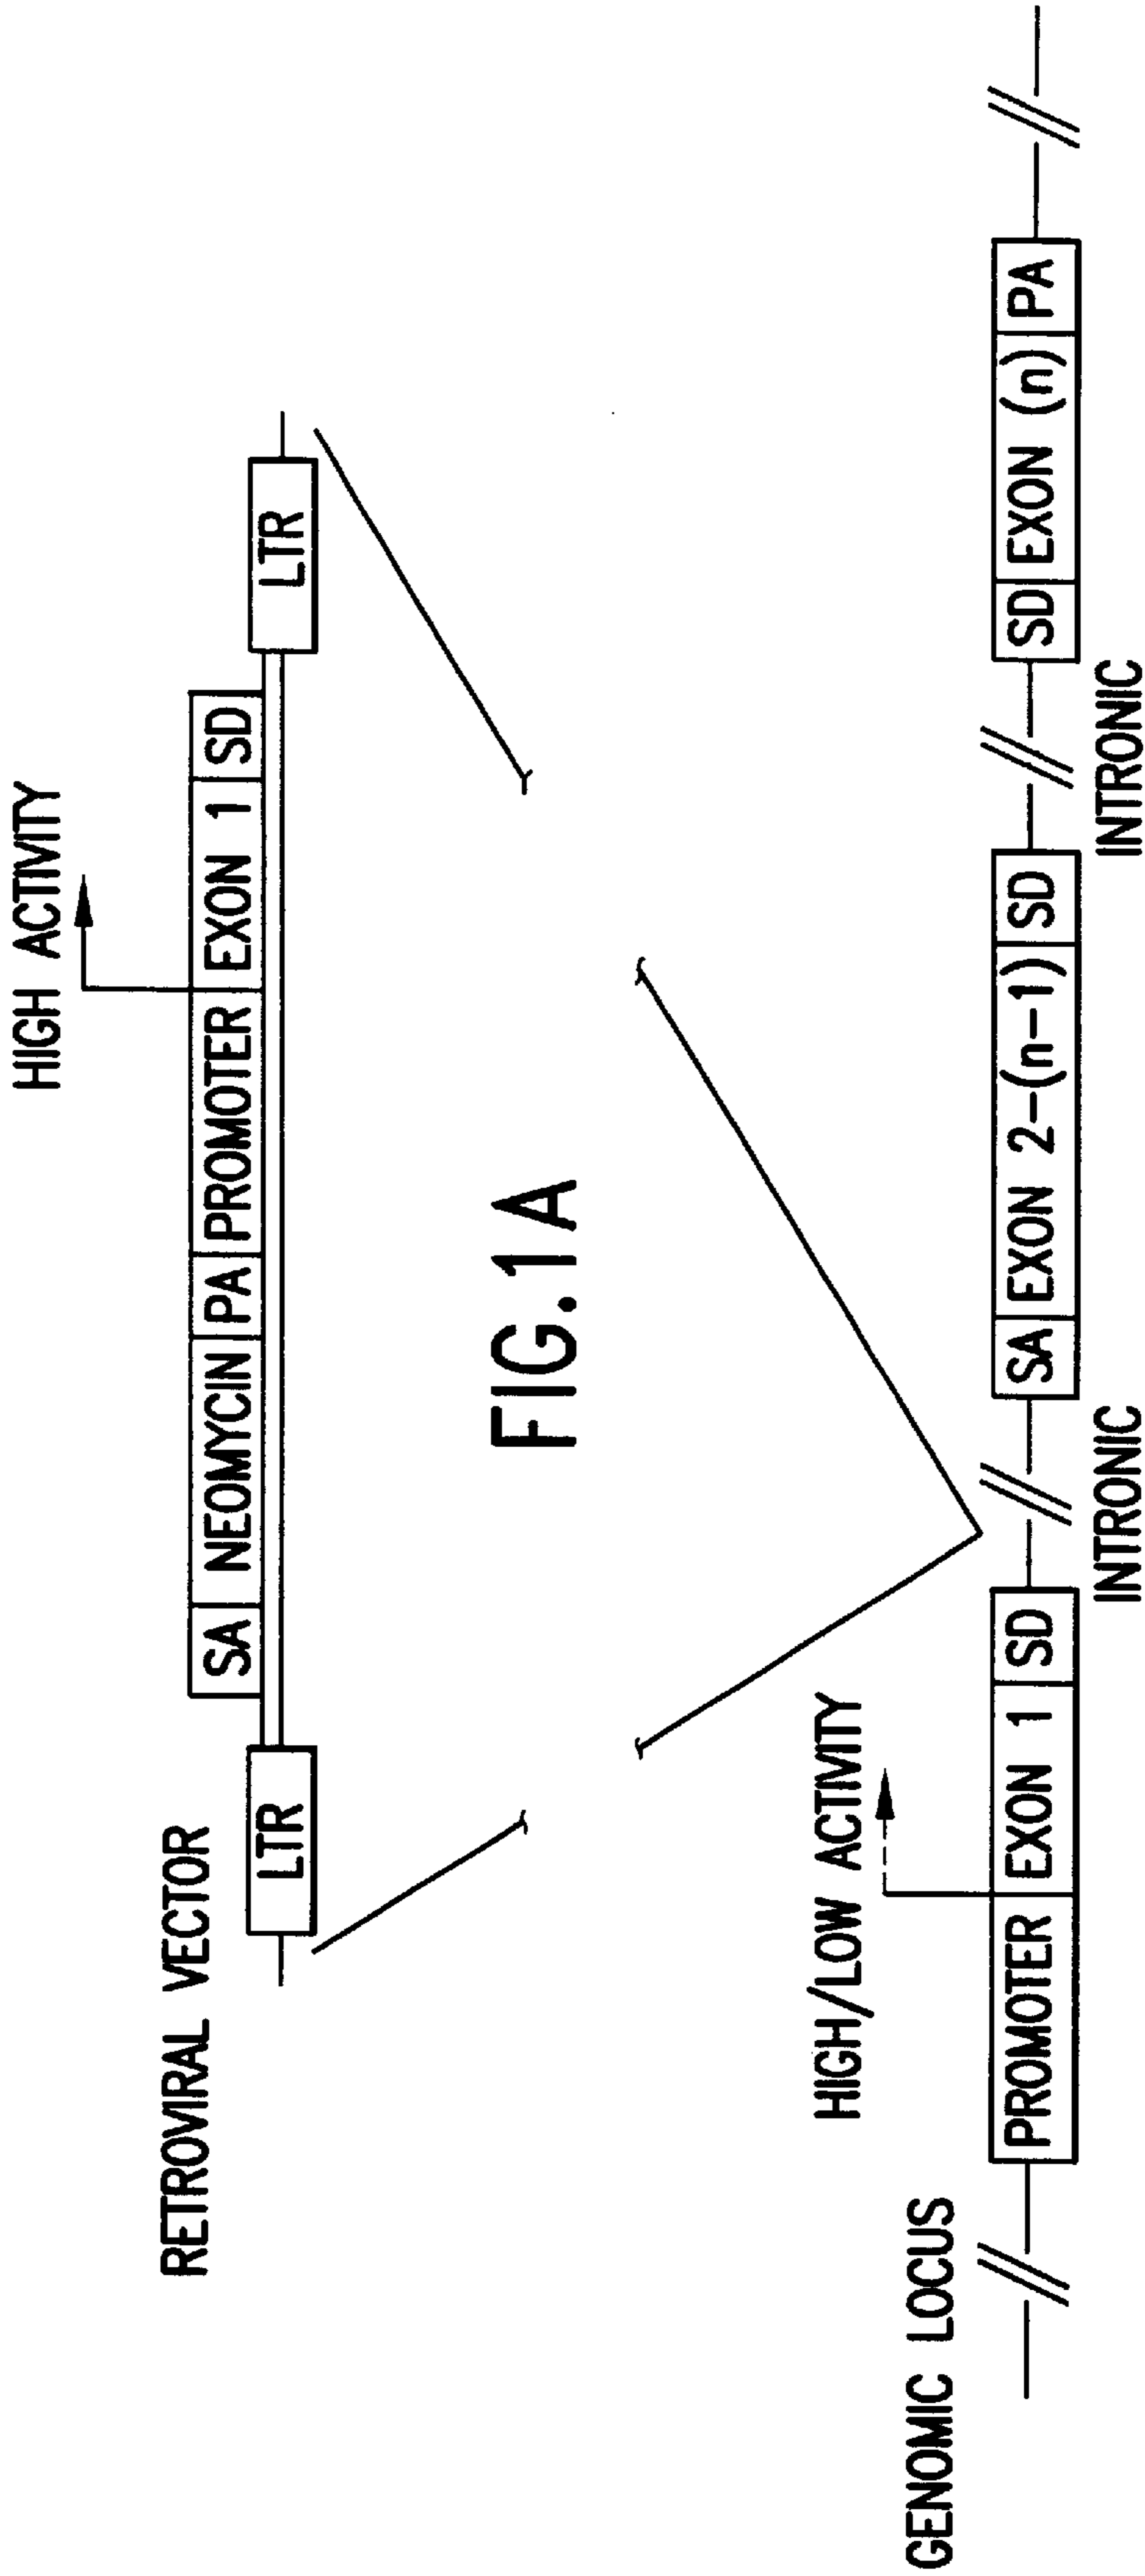 HIGH ACTIVITY
RETROVIRAL VECTOR
SA NEOMYCIN PA PROMOTER EXON 1 SD
LTR LTR
FIG.1A
HIGH/LOW ACTIVITY
GENOMIC LOCUS
PROMOTER EXON 1 SD SA EXON 2-(n-1) SD SD EXON (n) PA
INTRONIC INTRONIC